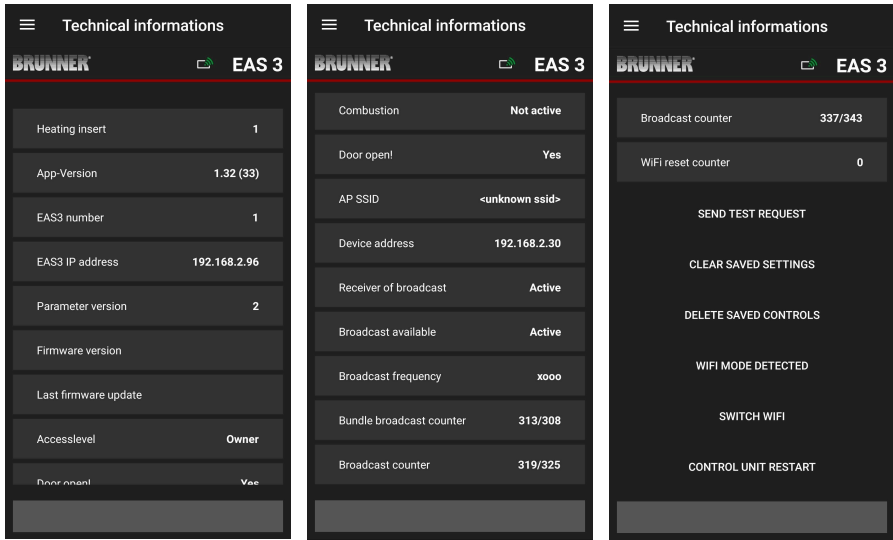 Technical informations
BRUNNER
EAS 3
Heating insert 1
App-Version 1.32 (33)
EAS3 number 1
EAS3 IP address 192.168.2.96
Parameter version 2
Firmware version
Last firmware update
Accesslevel Owner
Door open! Yes
Technical informations
BRUNNER
EAS 3
Combustion Not active
Door open! Yes
AP SSID <unknown ssid>
Device address 192.168.2.30
Receiver of broadcast Active
Broadcast available Active
Broadcast frequency xooo
Bundle broadcast counter 313/308
Broadcast counter 319/325
Technical informations
BRUNNER
EAS 3
Broadcast counter 337/343
WiFi reset counter 0
SEND TEST REQUEST
CLEAR SAVED SETTINGS
DELETE SAVED CONTROLS
WIFI MODE DETECTED
SWITCH WIFI
CONTROL UNIT RESTART